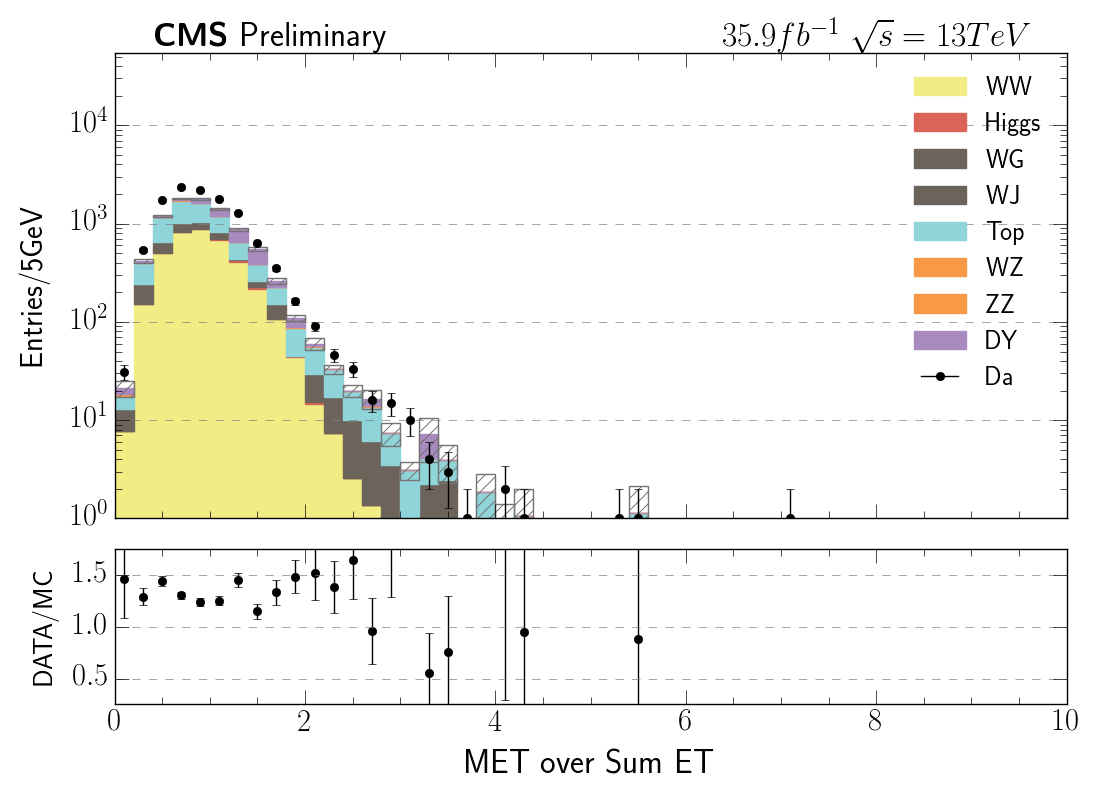 CMS Preliminary 35.9fb⁻¹ √s = 13TeV
Entries/5GeV
10⁴
10³
10²
10¹
10⁰
WW
Higgs
WG
WJ
Top
WZ
ZZ
DY
Da
DATA/MC
1.5
1.0
0.5
0 2 4 6 8 10
MET over Sum ET